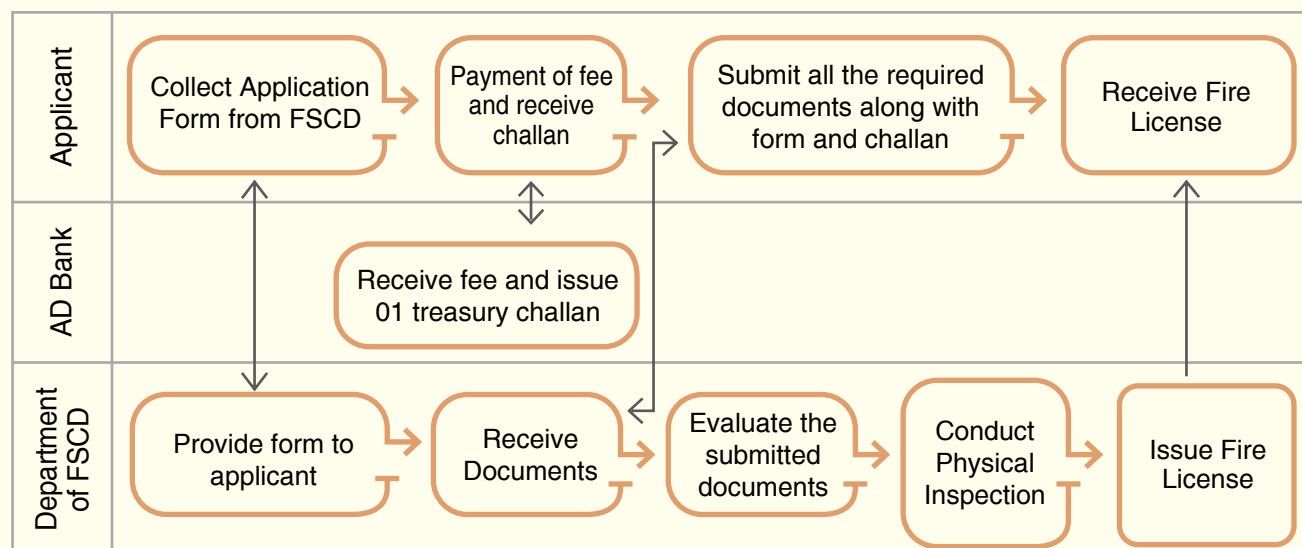 Applicant
Collect Application
Form from FSCD
Payment of fee
and receive
challan
Submit all the required
documents along with
form and challan
Receive Fire
License
AD Bank
Receive fee and issue
01 treasury challan
Department
of FSCD
Provide form to
applicant
Receive
Documents
Evaluate the
submitted
documents
Conduct
Physical
Inspection
Issue Fire
License